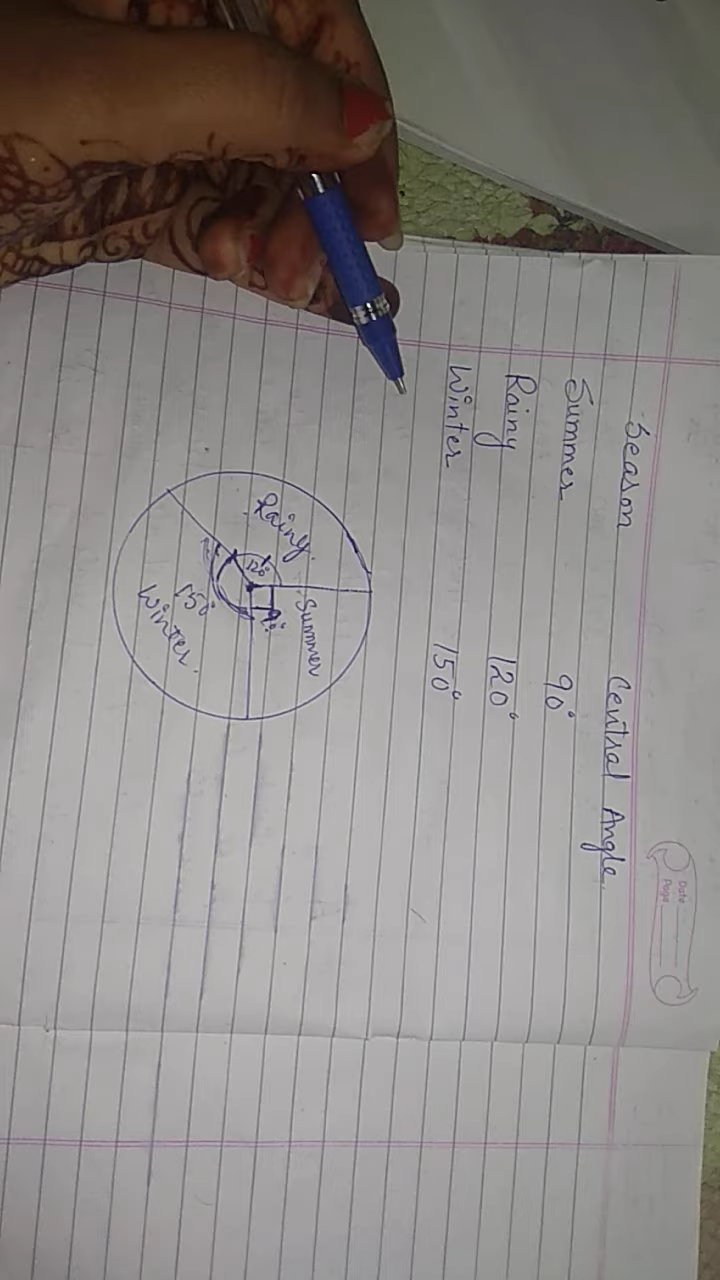 Date
Page
Season Central Angle.
Summer 90°
Rainy 120°
Winter 150°
Rainy.
Summer
120°
90°
150°
Winter.